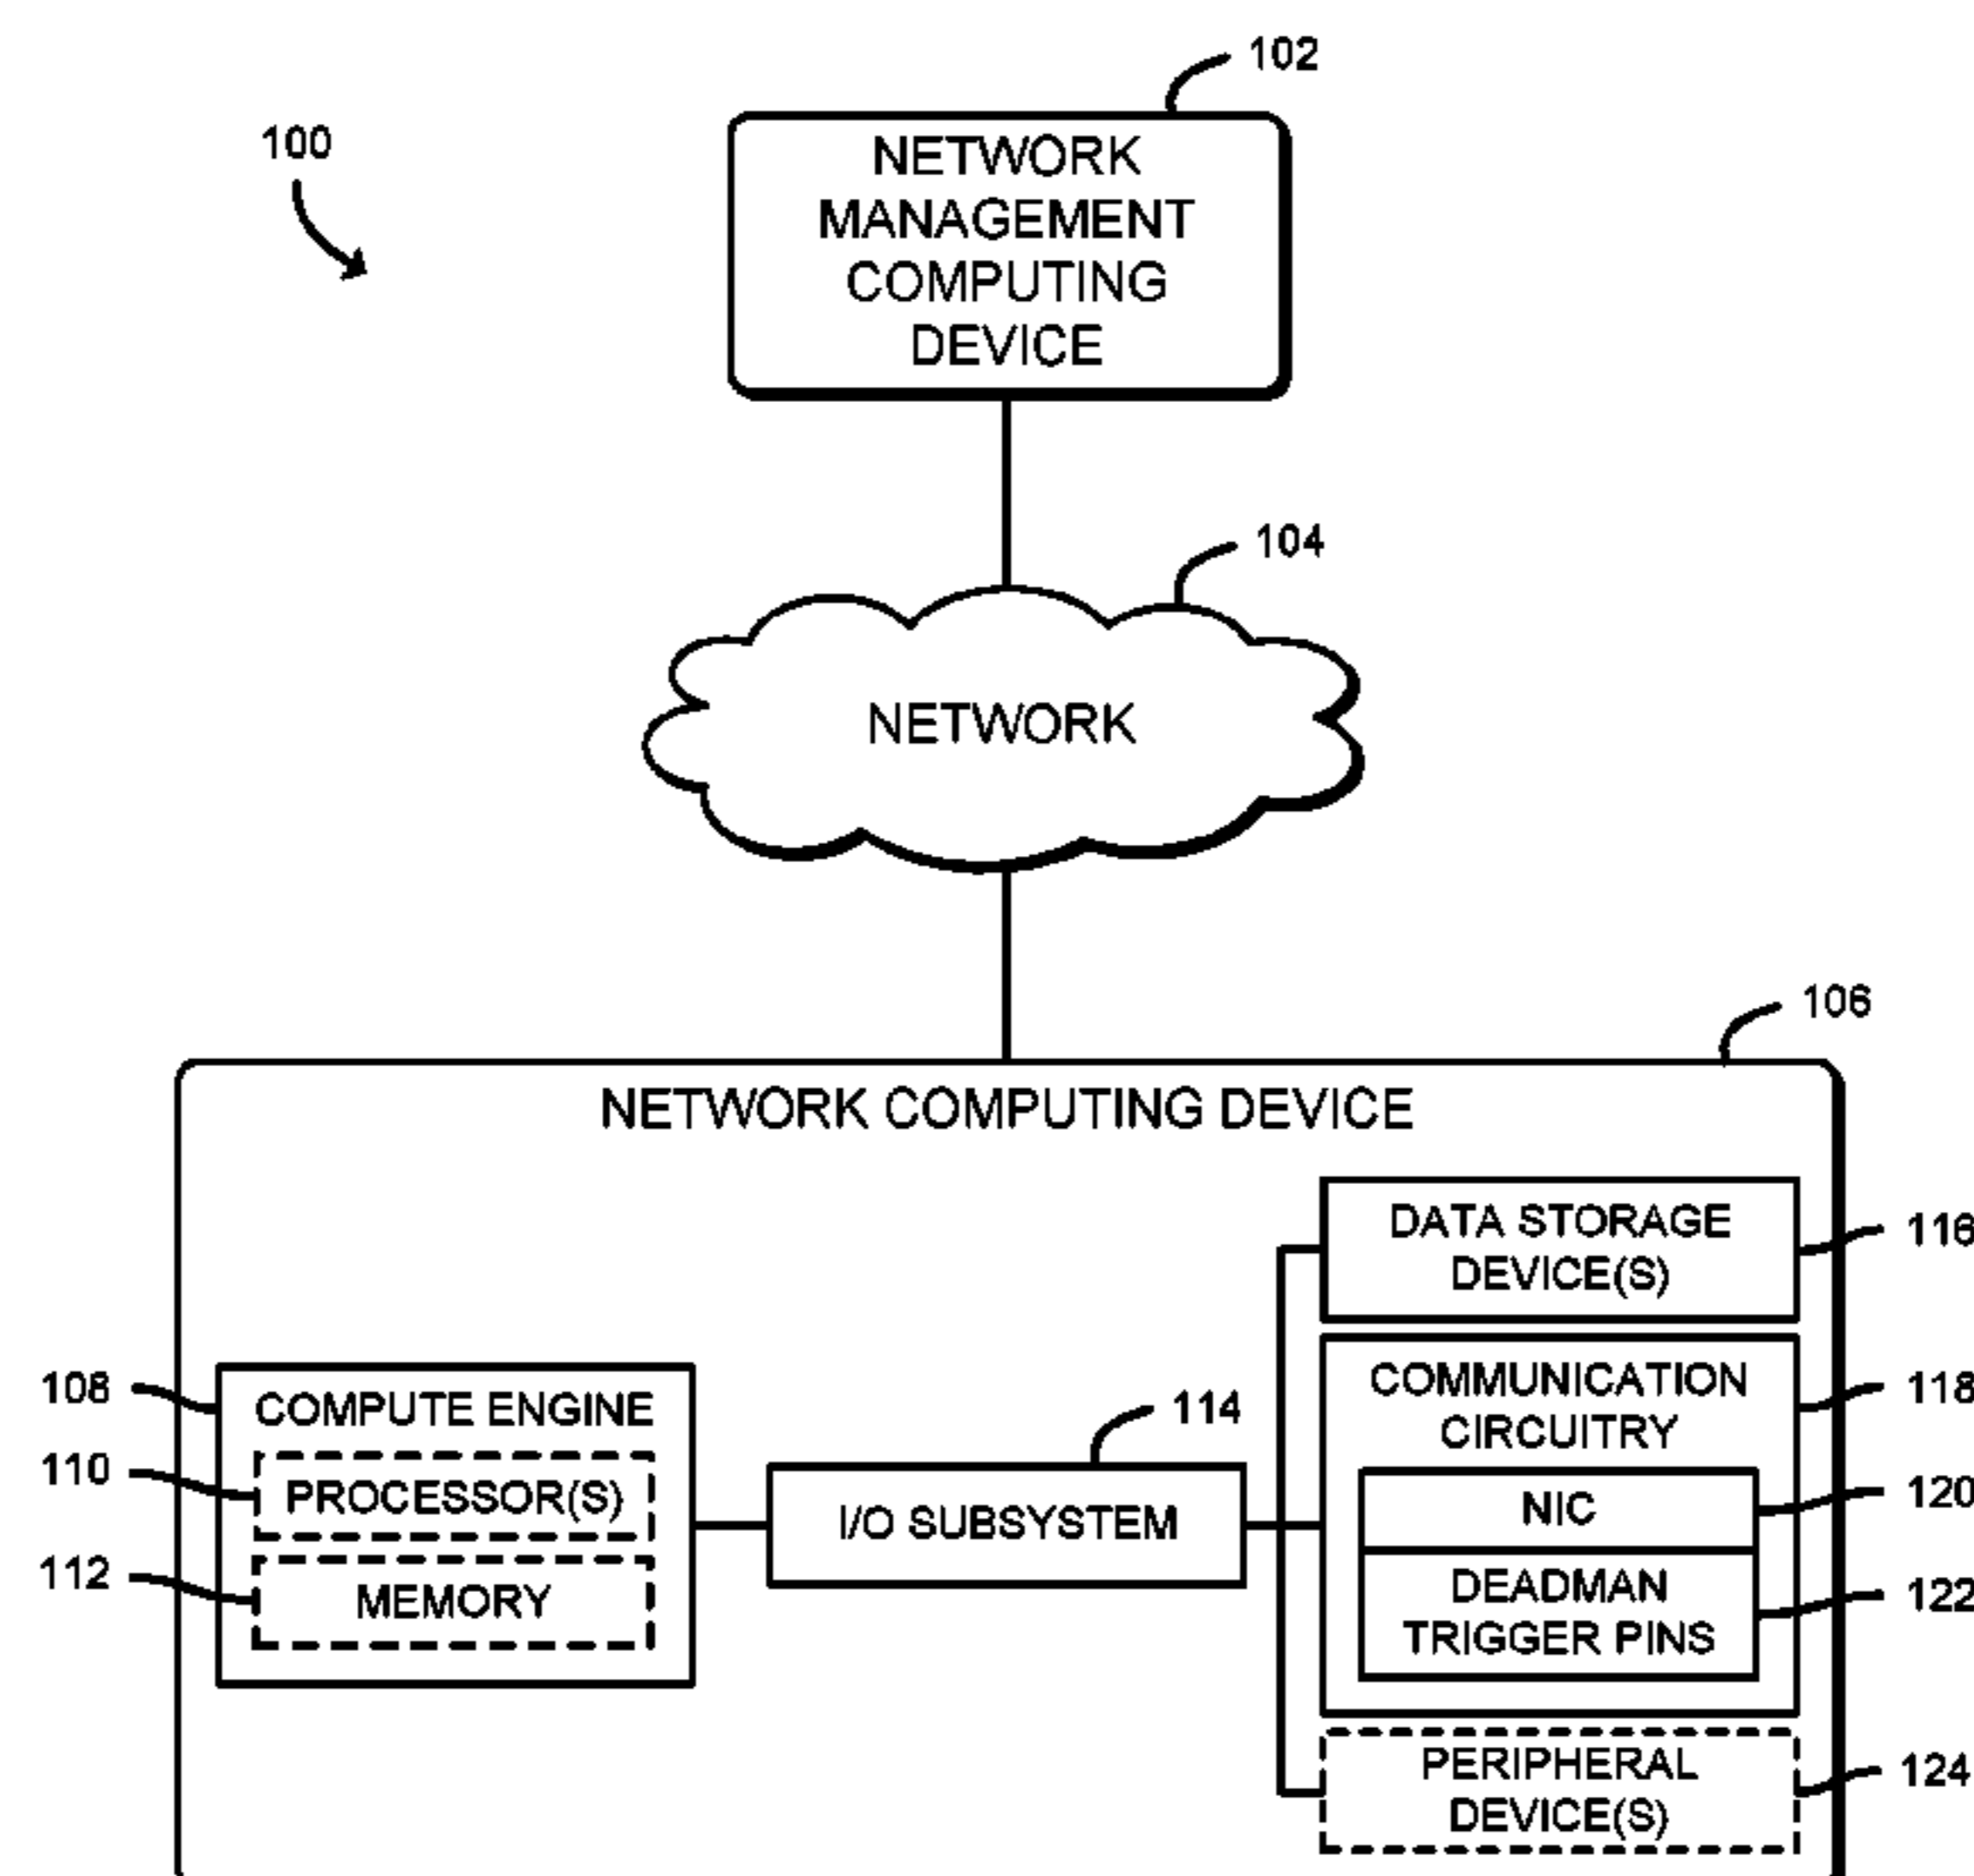 102
100
NETWORK
MANAGEMENT
COMPUTING
DEVICE
104
NETWORK
106
NETWORK COMPUTING DEVICE
DATA STORAGE
DEVICE(S)
116
108
COMPUTE ENGINE
110
PROCESSOR(S)
112
MEMORY
114
I/O SUBSYSTEM
COMMUNICATION
CIRCUITRY
118
NIC
120
DEADMAN
TRIGGER PINS
122
PERIPHERAL
DEVICE(S)
124